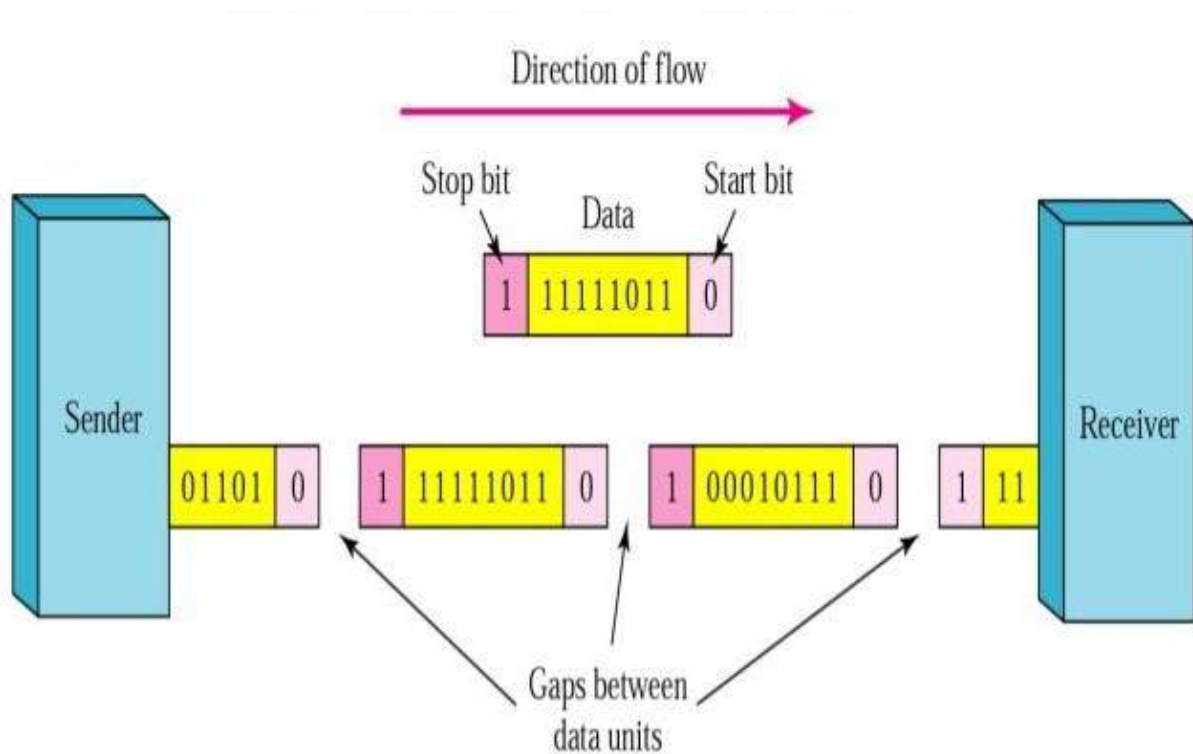 Direction of flow
Stop bit
Start bit
Data
1 11111011 0
Sender
Receiver
01101 0
1 11111011 0
1 00010111 0
1 11
Gaps between
data units